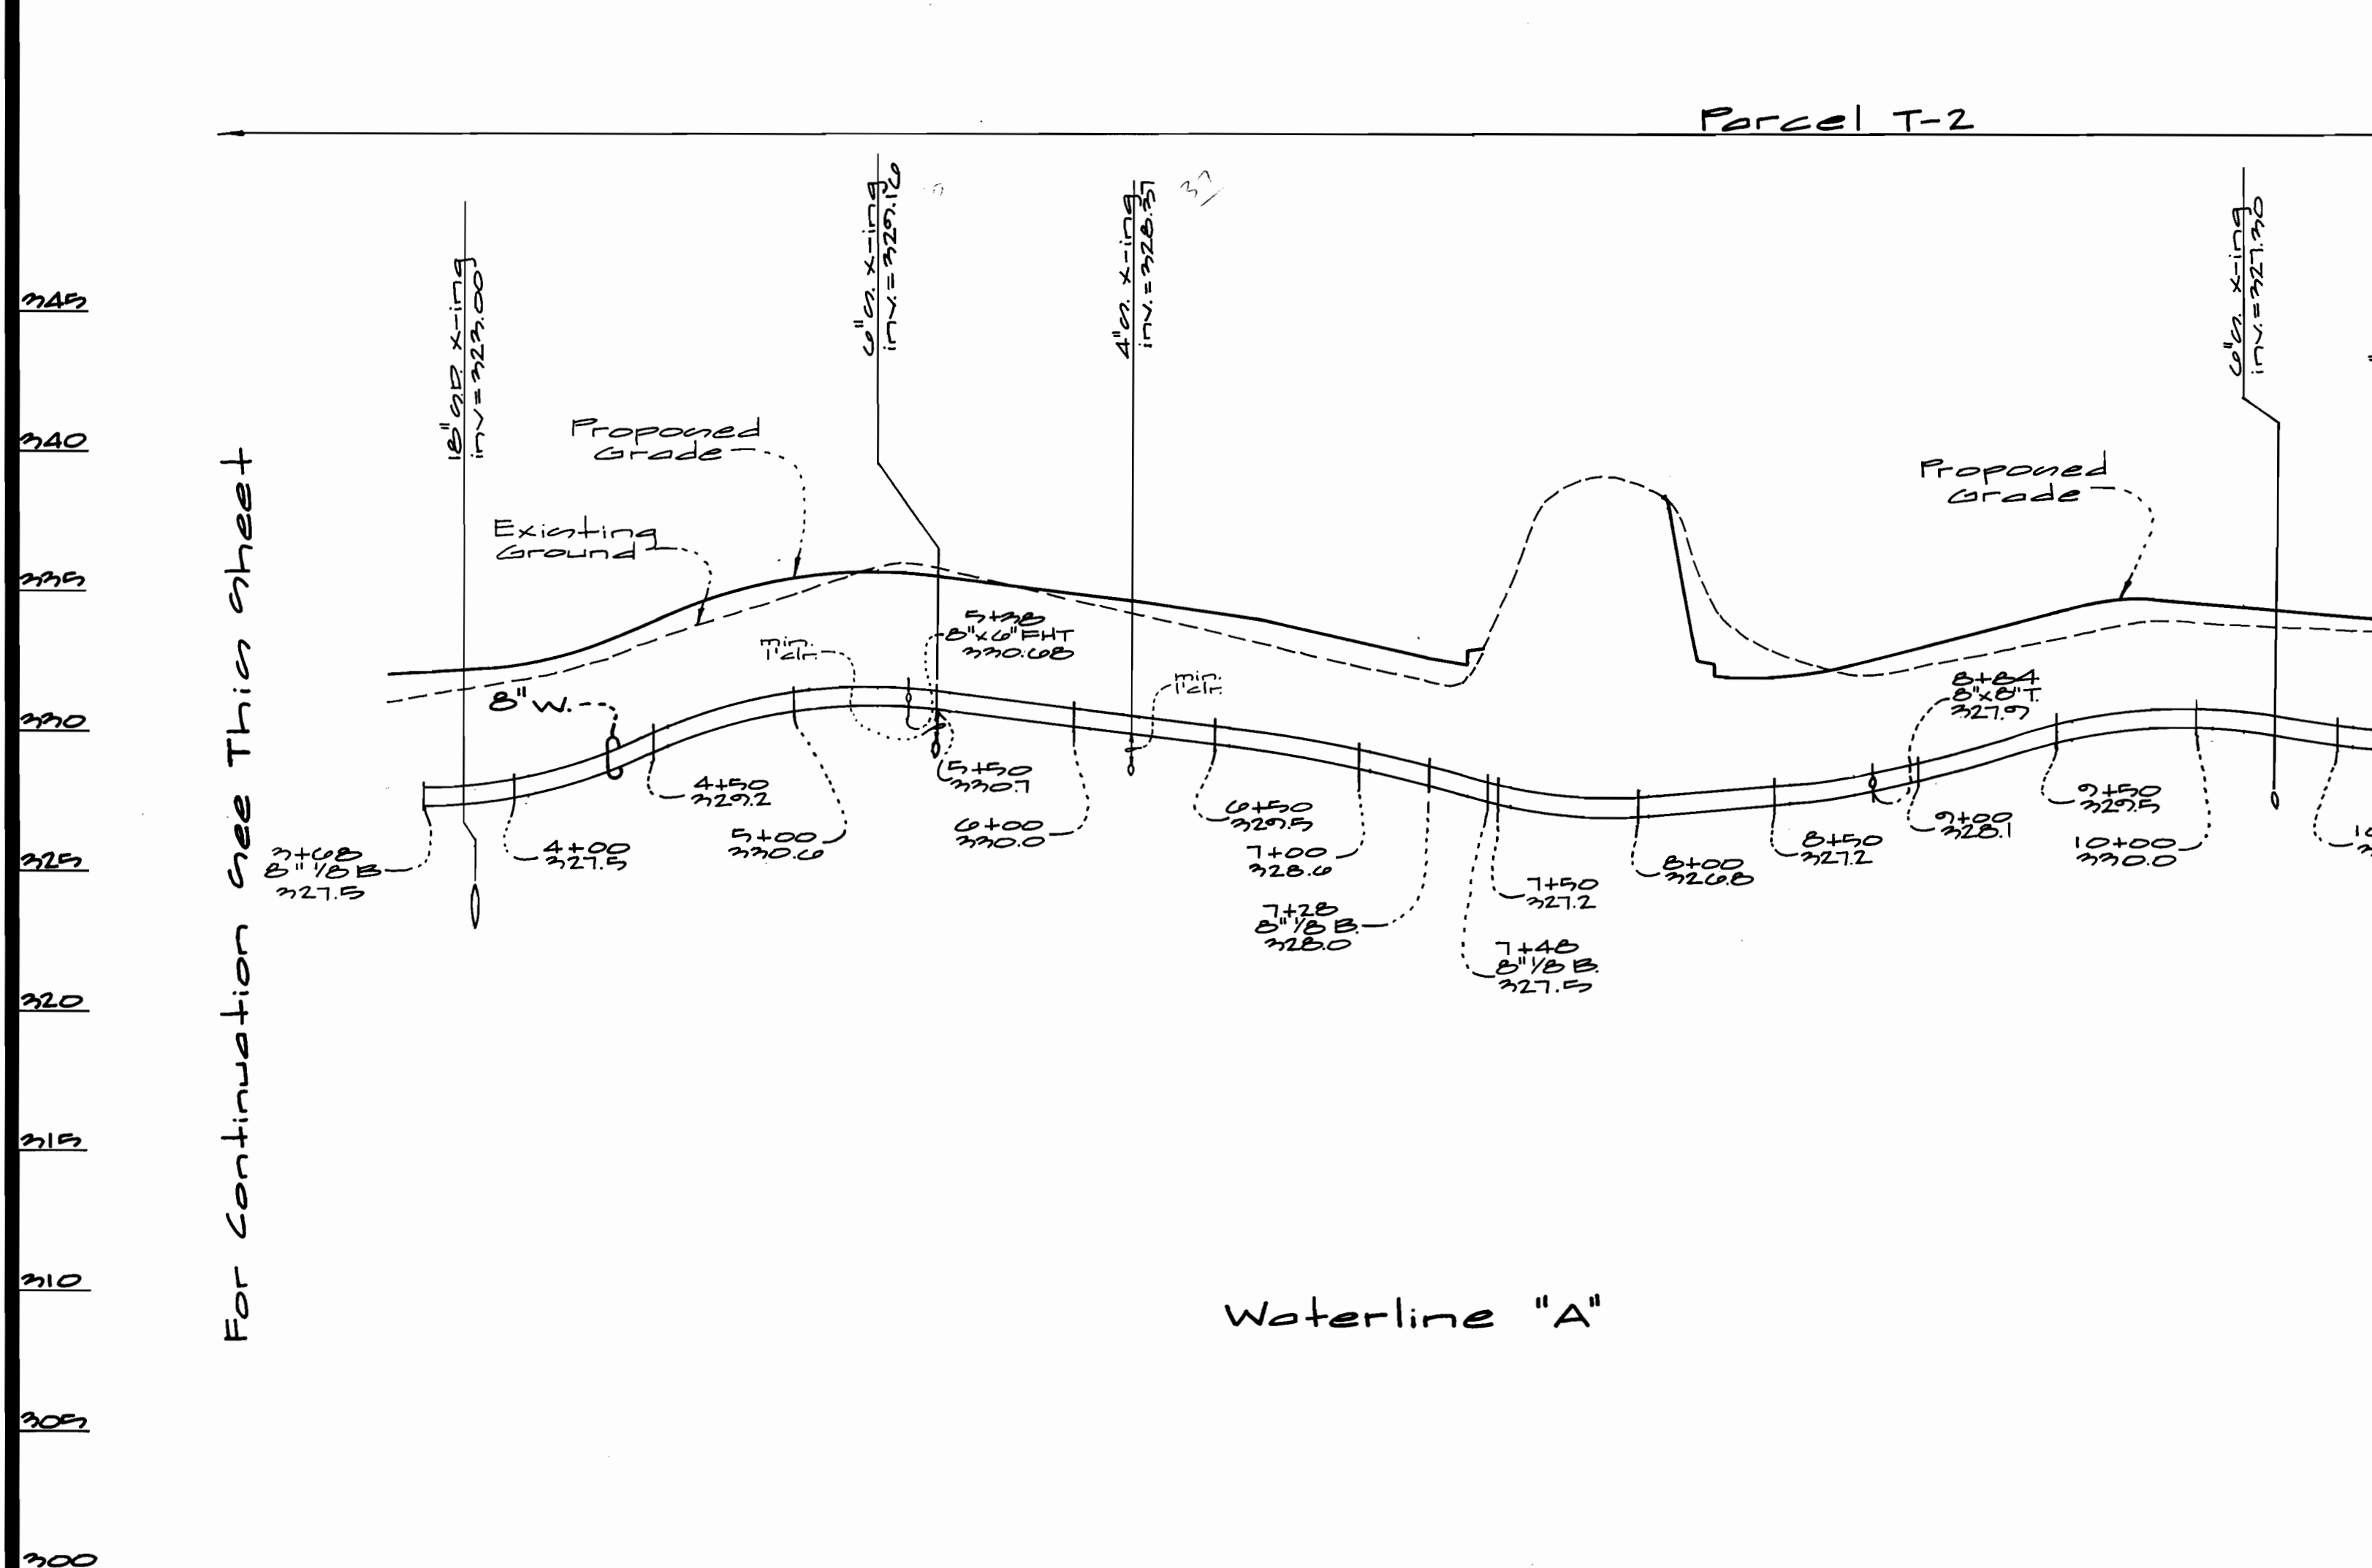 Parcel T-2
18" S.D. x-ing
inv=323.00
6" S. x-ing
inv.=329.16
4" S. x-ing
inv.=328.37
37
6" S. x-ing
inv.=327.30
345
340
335
330
325
320
315
310
305
300
For Continuation see This sheet
Proposed
Grade
Existing
Ground
8" W.
min.
1' clr.
5+38
8"x6" FHT
330.68
min.
1' clr.
Proposed
Grade
8+84
8"x8" T.
327.9
3+68
8" 1/8 B
327.5
4+00
327.5
4+50
329.2
5+00
330.6
5+50
330.7
6+00
330.0
6+50
329.5
7+00
328.6
7+28
8" 1/8 B.
328.0
7+48
8" 1/8 B.
327.5
7+50
327.2
8+00
326.8
8+50
327.2
9+00
328.1
9+50
329.5
10+00
330.0
Waterline "A"